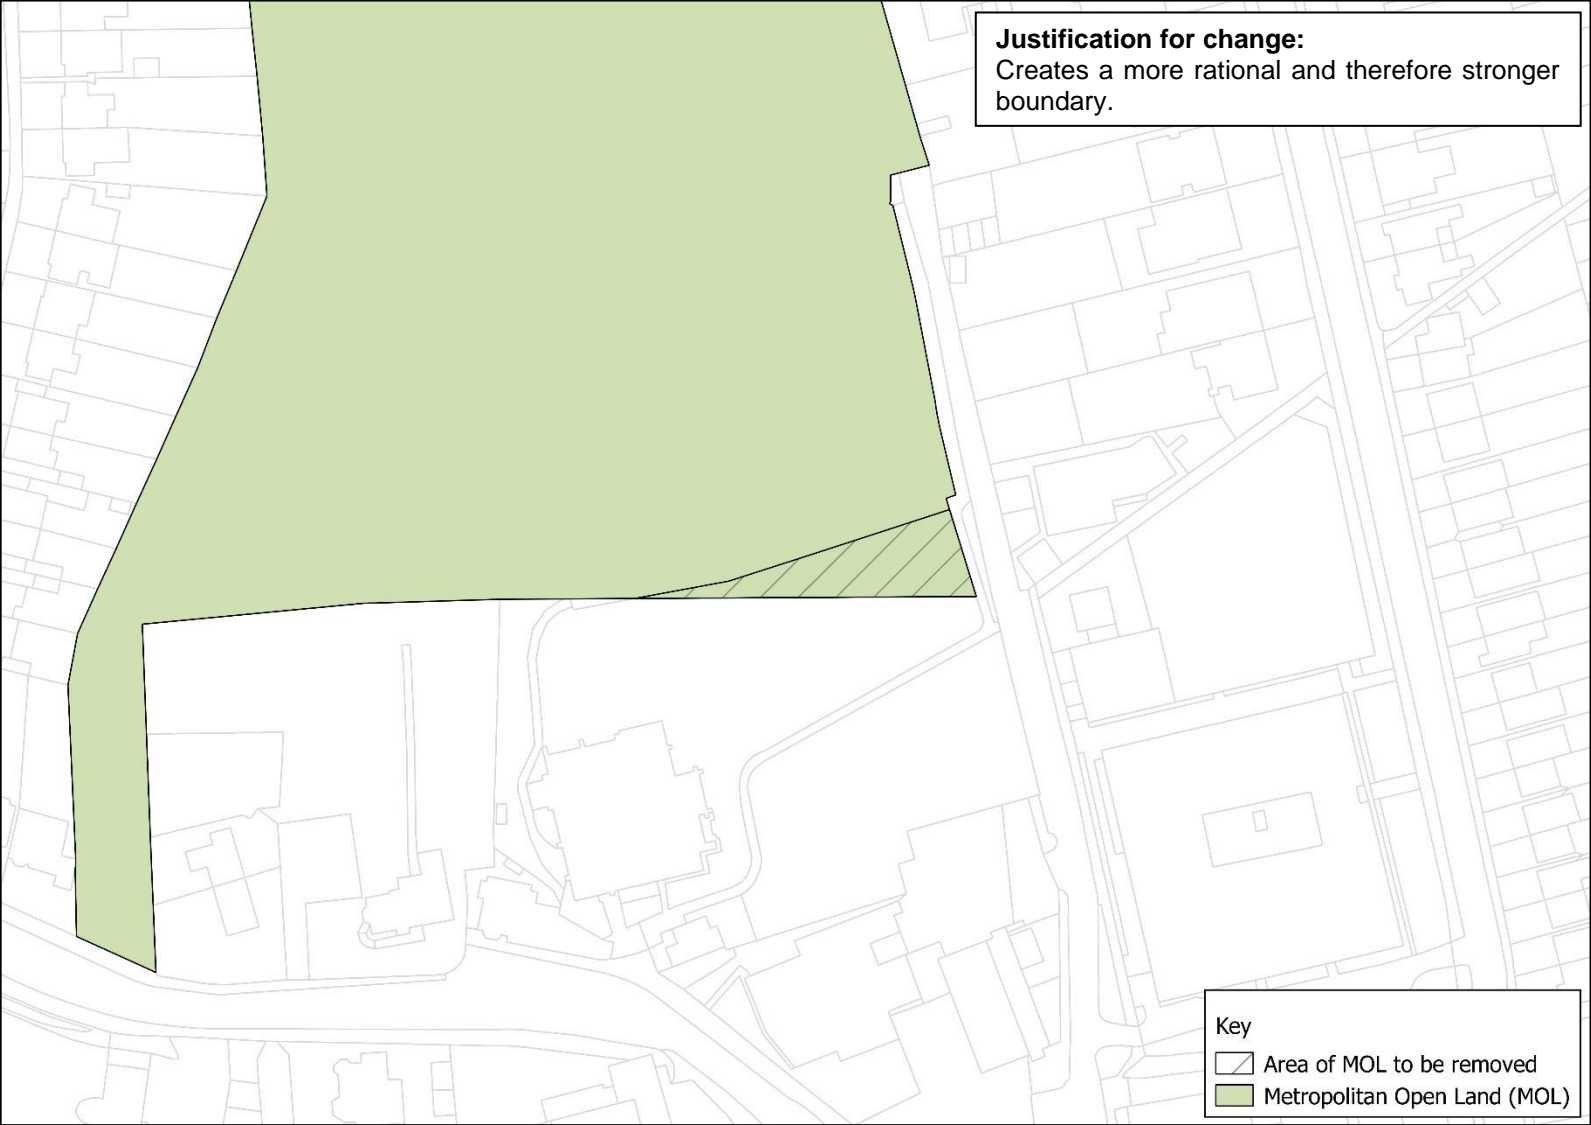 Justification for change:
Creates a more rational and therefore stronger
boundary.
Key
Area of MOL to be removed
Metropolitan Open Land (MOL)